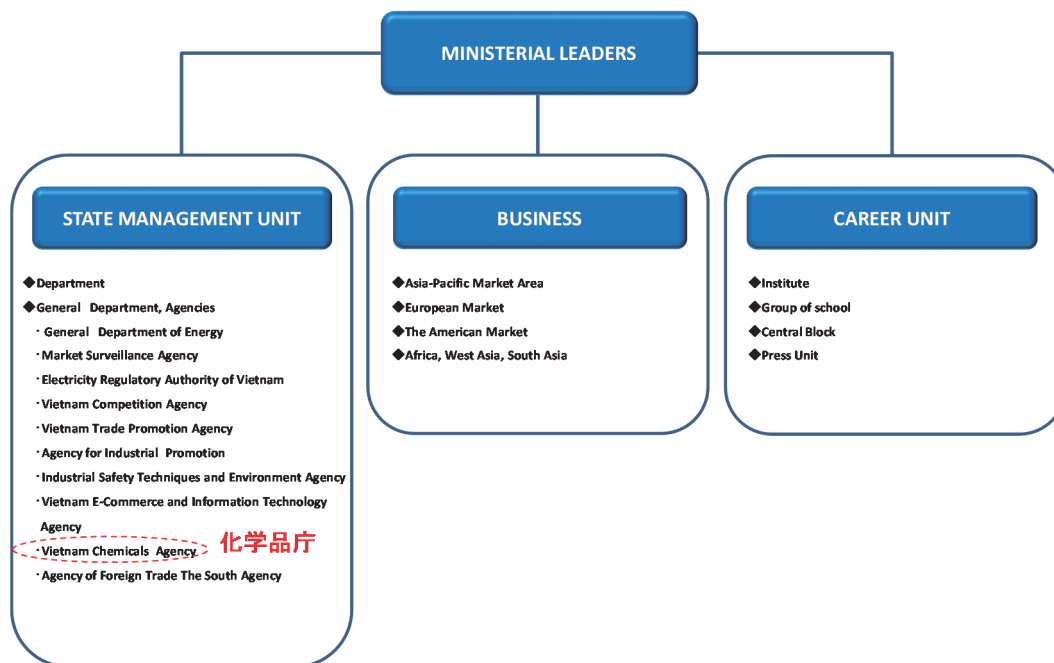 MINISTERIAL LEADERS
STATE MANAGEMENT UNIT
◆Department
◆General Department, Agencies
・General Department of Energy
・Market Surveillance Agency
・Electricity Regulatory Authority of Vietnam
・Vietnam Competition Agency
・Vietnam Trade Promotion Agency
・Agency for Industrial Promotion
・Industrial Safety Techniques and Environment Agency
・Vietnam E-Commerce and Information Technology
Agency
・Vietnam Chemicals Agency
化学品庁
・Agency of Foreign Trade The South Agency
BUSINESS
◆Asia-Pacific Market Area
◆European Market
◆The American Market
◆Africa, West Asia, South Asia
CAREER UNIT
◆Institute
◆Group of school
◆Central Block
◆Press Unit